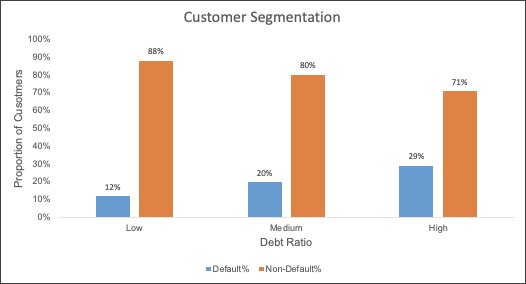 Customer Segmentation
100%
90%
80%
70%
60%
50%
40%
30%
20%
10%
0%
Proportion of Cusotmers
12%
88%
20%
80%
29%
71%
Low
Medium
High
Debt Ratio
Default%
Non-Default%